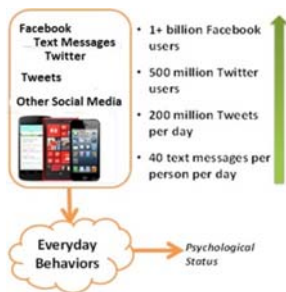 Facebook
Text Messages
Twitter
Tweets
Other Social Media
• 1+ billion Facebook
users
• 500 million Twitter
users
• 200 million Tweets
per day
• 40 text messages per
person per day
Everyday
Behaviors
Psychological
Status